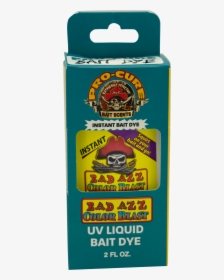 PRO-CURE
BAIT SCENTS
INSTANT BAIT DYE
INSTANT
BAD AZZ
COLOR BLAST
BAD AZZ
COLOR BLAST
UV LIQUID
BAIT DYE
2 FL OZ.